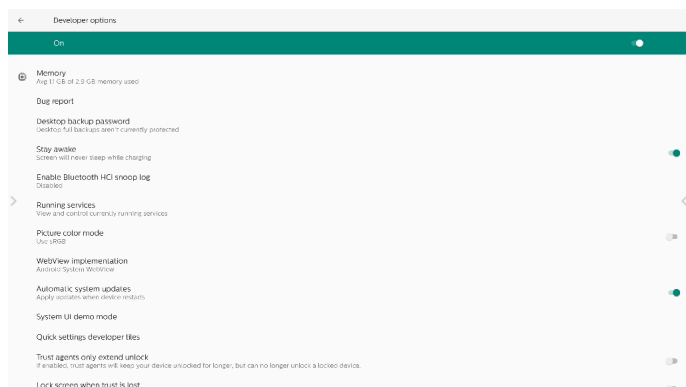 Developer options
On
Memory
Avg 1.1 GB of 2.9 GB memory used
Bug report
Desktop backup password
Desktop full backups aren't currently protected
Stay awake
Screen will never sleep while charging
Enable Bluetooth HCI snoop log
Disabled
Running services
View and control currently running services
Picture color mode
Use sRGB
WebView implementation
Android System WebView
Automatic system updates
Apply updates when device restarts
System UI demo mode
Quick settings developer tiles
Trust agents only extend unlock
If enabled, trust agents will keep your device unlocked for longer, but can no longer unlock a locked device.
Lock screen when trust is lost